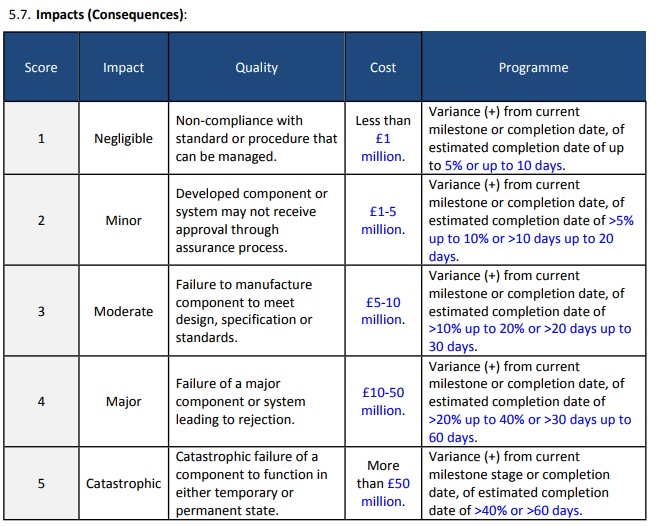 5.7. Impacts (Consequences):
Score Impact Quality Cost Programme
1
Negligible
Non-compliance with
standard or procedure that
can be managed.
Less than
£1
million.
Variance (+) from current
milestone or completion date, of
estimated completion date of up
to 5% or up to 10 days.
2
Minor
Developed component or
system may not receive
approval through
assurance process.
£1-5
million.
Variance (+) from current
milestone or completion date, of
estimated completion date of >5%
up to 10% or >10 days up to 20
days.
3
Moderate
Failure to manufacture
component to meet
design, specification or
standards.
£5-10
million.
Variance (+) from current
milestone or completion date, of
estimated completion date of
>10% up to 20% or >20 days up to
30 days.
4
Major
Failure of a major
component or system
leading to rejection.
£10-50
million.
Variance (+) from current
milestone or completion date, of
estimated completion date of
>20% up to 40% or >30 days up to
60 days.
5
Catastrophic
Catastrophic failure of a
component to function in
either temporary or
permanent state.
More
than £50
million.
Variance (+) from current
milestone stage or completion
date, of estimated completion
date of >40% or >60 days.